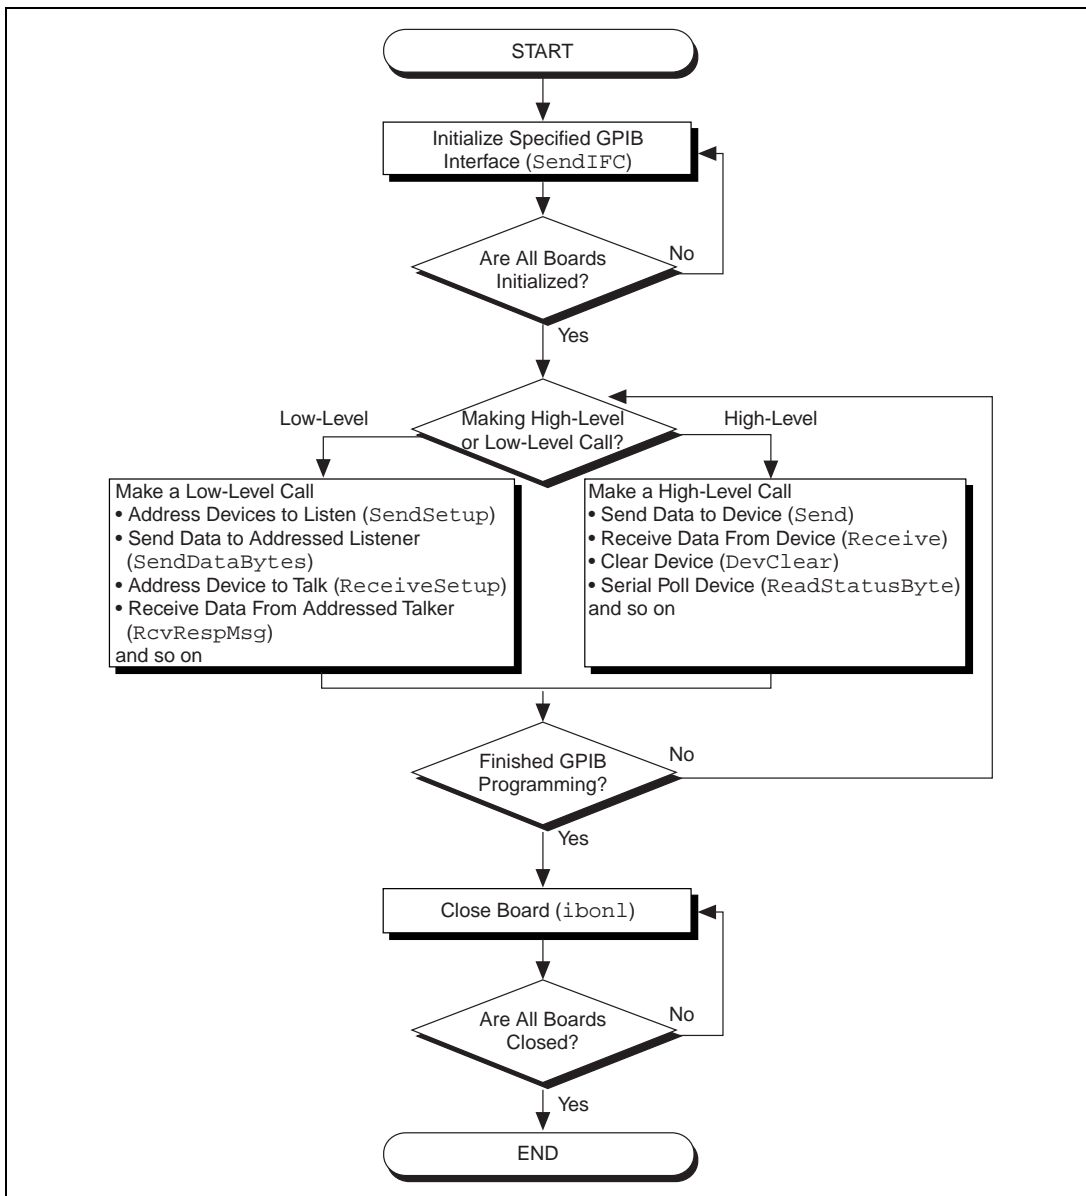 START
Initialize Specified GPIB
Interface (SendIFC)
Are All Boards
Initialized?
No
Yes
Making High-Level
or Low-Level Call?
Low-Level
High-Level
Make a Low-Level Call
• Address Devices to Listen (SendSetup)
• Send Data to Addressed Listener
(SendDataBytes)
• Address Device to Talk (ReceiveSetup)
• Receive Data From Addressed Talker
(RcvRespMsg)
and so on
Make a High-Level Call
• Send Data to Device (Send)
• Receive Data From Device (Receive)
• Clear Device (DevClear)
• Serial Poll Device (ReadStatusByte)
and so on
Finished GPIB
Programming?
No
Yes
Close Board (ibonl)
Are All Boards
Closed?
No
Yes
END